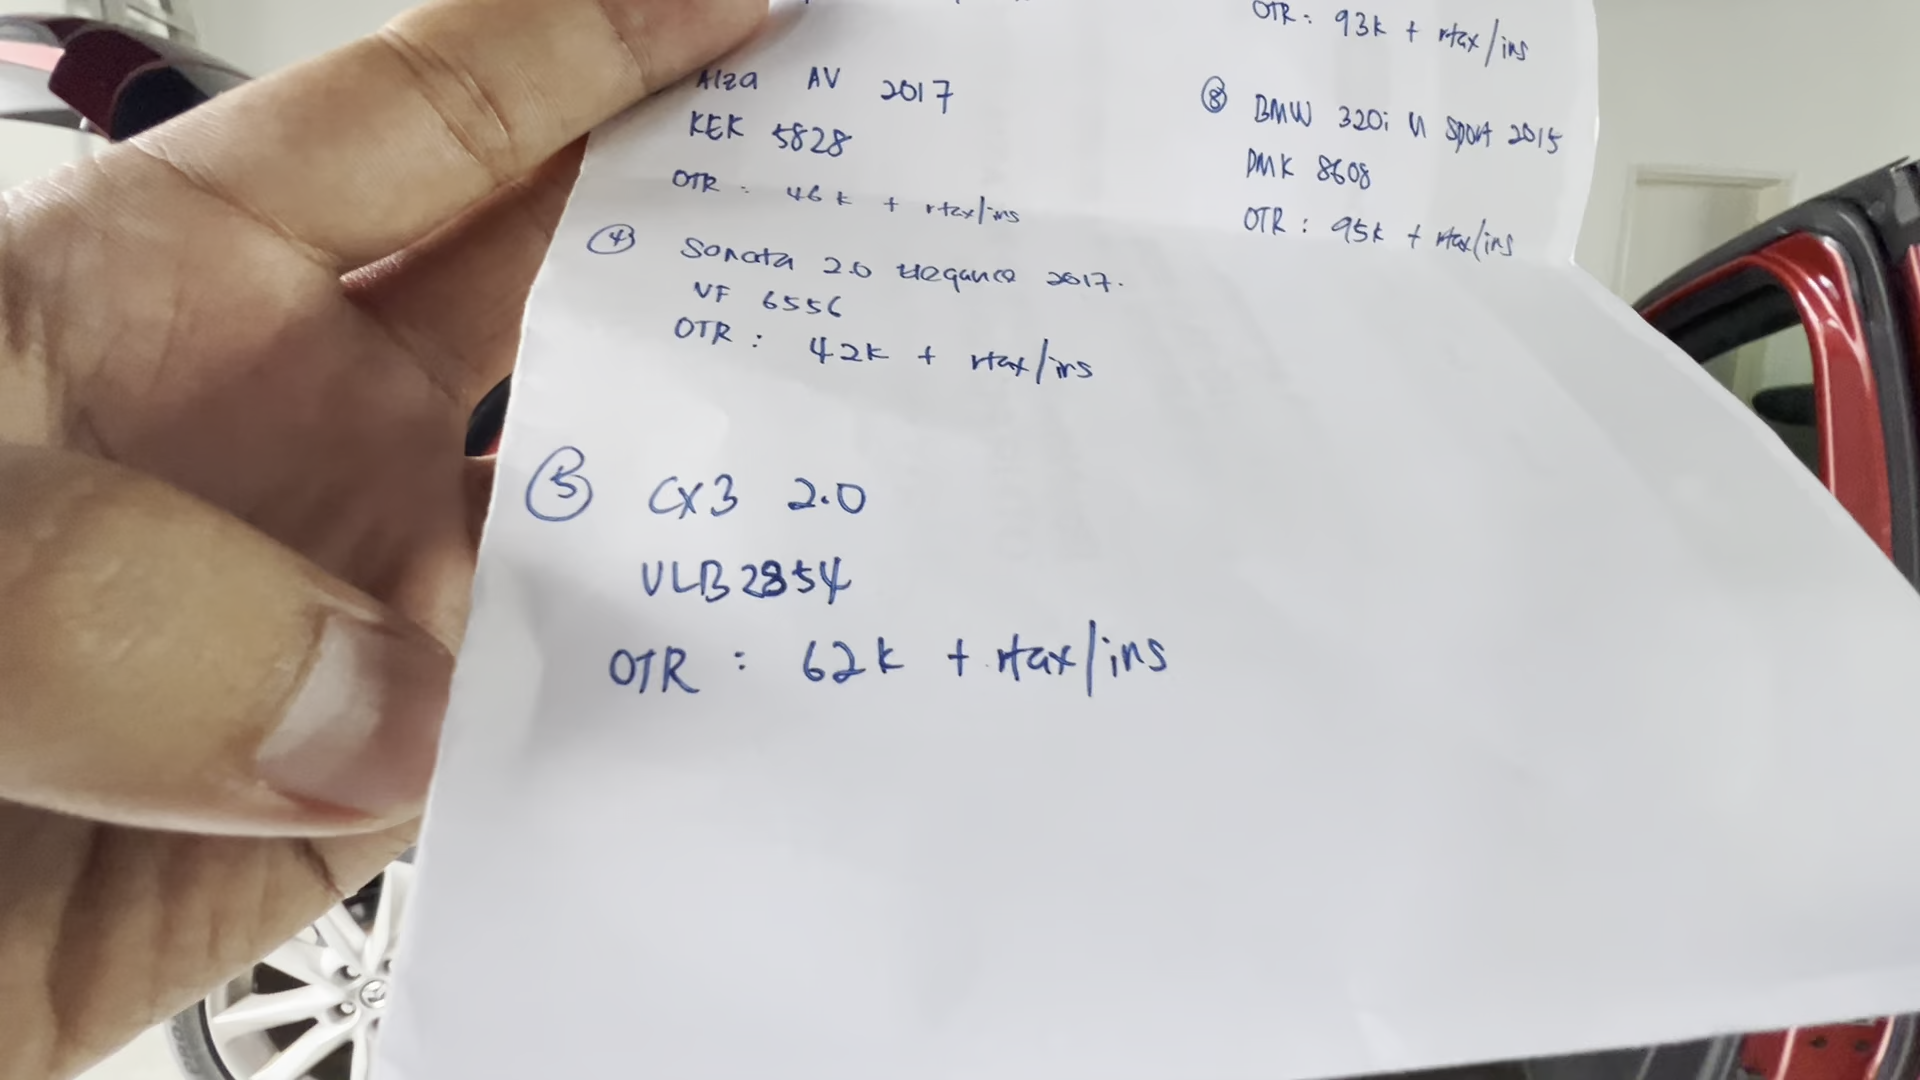 Alza AV 2017
KEK 5828
OTR : 46k + rtax/ins
④ Sonata 2.0 Elegance 2017.
VF 6556
OTR : 42k + rtax/ins
⑤ CX3 2.0
VLB2854
OTR : 62k + rtax/ins
OTR : 93k + rtax/ins
⑧ BMW 320i M Sport 2015
PMK 8608
OTR : 95k + rtax/ins